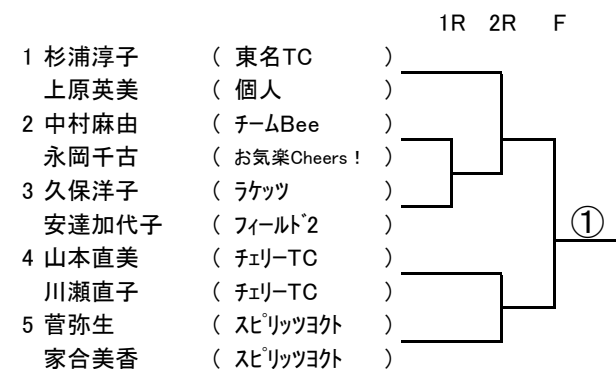 1R 2R F
1 杉浦淳子 ( 東名TC )
上原英美 ( 個人 )
2 中村麻由 ( ﾁｰﾑBee )
永岡千古 ( お気楽Cheers！ )
3 久保洋子 ( ﾗｹｯﾂ )
安達加代子 ( ﾌｨｰﾙﾄﾞ2 )
①
4 山本直美 ( ﾁｪﾘｰTC )
川瀬直子 ( ﾁｪﾘｰTC )
5 菅弥生 ( ｽﾋﾟﾘｯﾂﾖｸﾄ )
家合美香 ( ｽﾋﾟﾘｯﾂﾖｸﾄ )